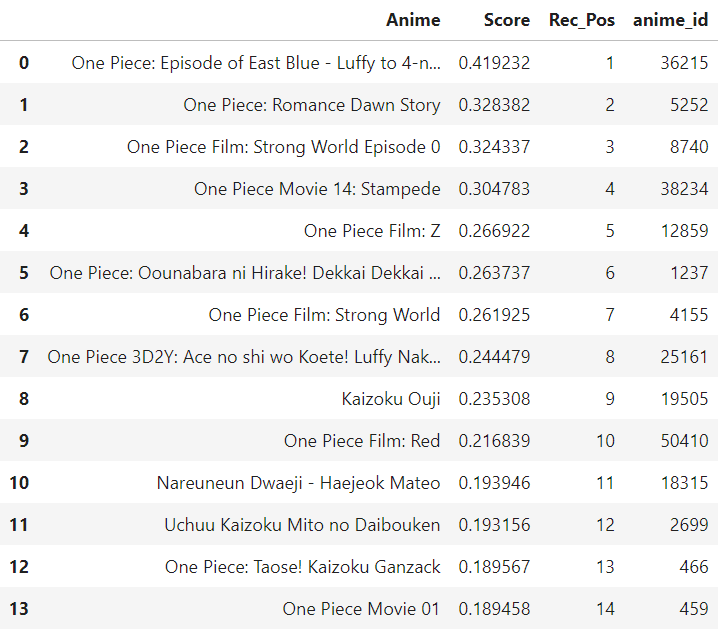 Anime Score Rec_Pos anime_id
0 One Piece: Episode of East Blue - Luffy to 4-n... 0.419232 1 36215
1 One Piece: Romance Dawn Story 0.328382 2 5252
2 One Piece Film: Strong World Episode 0 0.324337 3 8740
3 One Piece Movie 14: Stampede 0.304783 4 38234
4 One Piece Film: Z 0.266922 5 12859
5 One Piece: Oounabara ni Hirake! Dekkai Dekkai ... 0.263737 6 1237
6 One Piece Film: Strong World 0.261925 7 4155
7 One Piece 3D2Y: Ace no shi wo Koete! Luffy Nak... 0.244479 8 25161
8 Kaizoku Ouji 0.235308 9 19505
9 One Piece Film: Red 0.216839 10 50410
10 Nareuneun Dwaeji - Haejeok Mateo 0.193946 11 18315
11 Uchuu Kaizoku Mito no Daibouken 0.193156 12 2699
12 One Piece: Taose! Kaizoku Ganzack 0.189567 13 466
13 One Piece Movie 01 0.189458 14 459